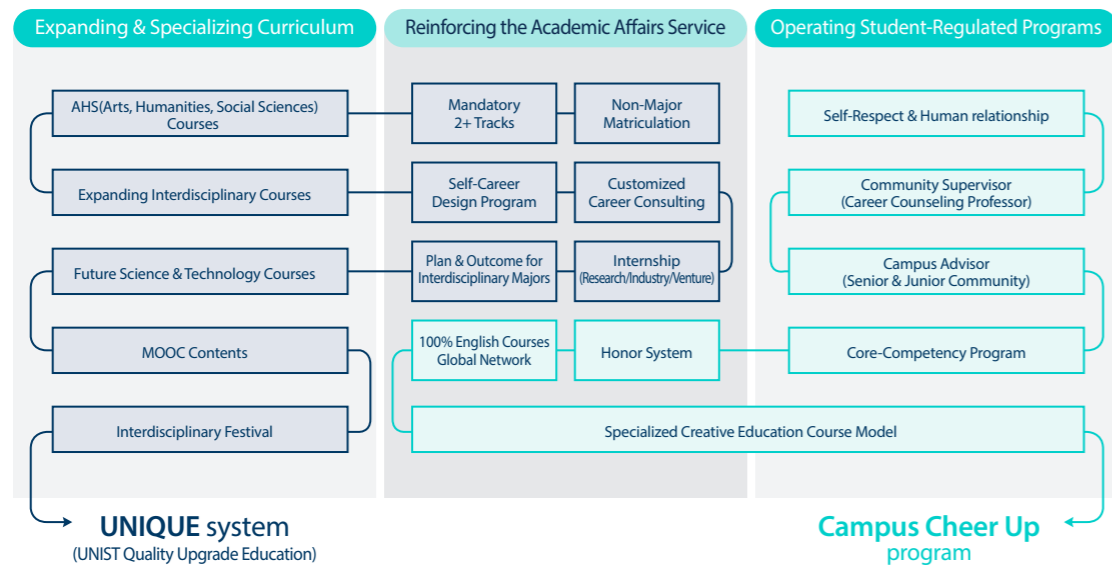 Expanding & Specializing Curriculum
Reinforcing the Academic Affairs Service
Operating Student-Regulated Programs
AHS(Arts, Humanities, Social Sciences)
Courses
Mandatory
2+ Tracks
Non-Major
Matriculation
Self-Respect & Human relationship
Expanding Interdisciplinary Courses
Self-Career
Design Program
Customized
Career Consulting
Community Supervisor
(Career Counseling Professor)
Future Science & Technology Courses
Plan & Outcome for
Interdisciplinary Majors
Internship
(Research/Industry/Venture)
Campus Advisor
(Senior & Junior Community)
MOOC Contents
100% English Courses
Global Network
Honor System
Core-Competency Program
Interdisciplinary Festival
Specialized Creative Education Course Model
UNIQUE system
(UNIST Quality Upgrade Education)
Campus Cheer Up
program